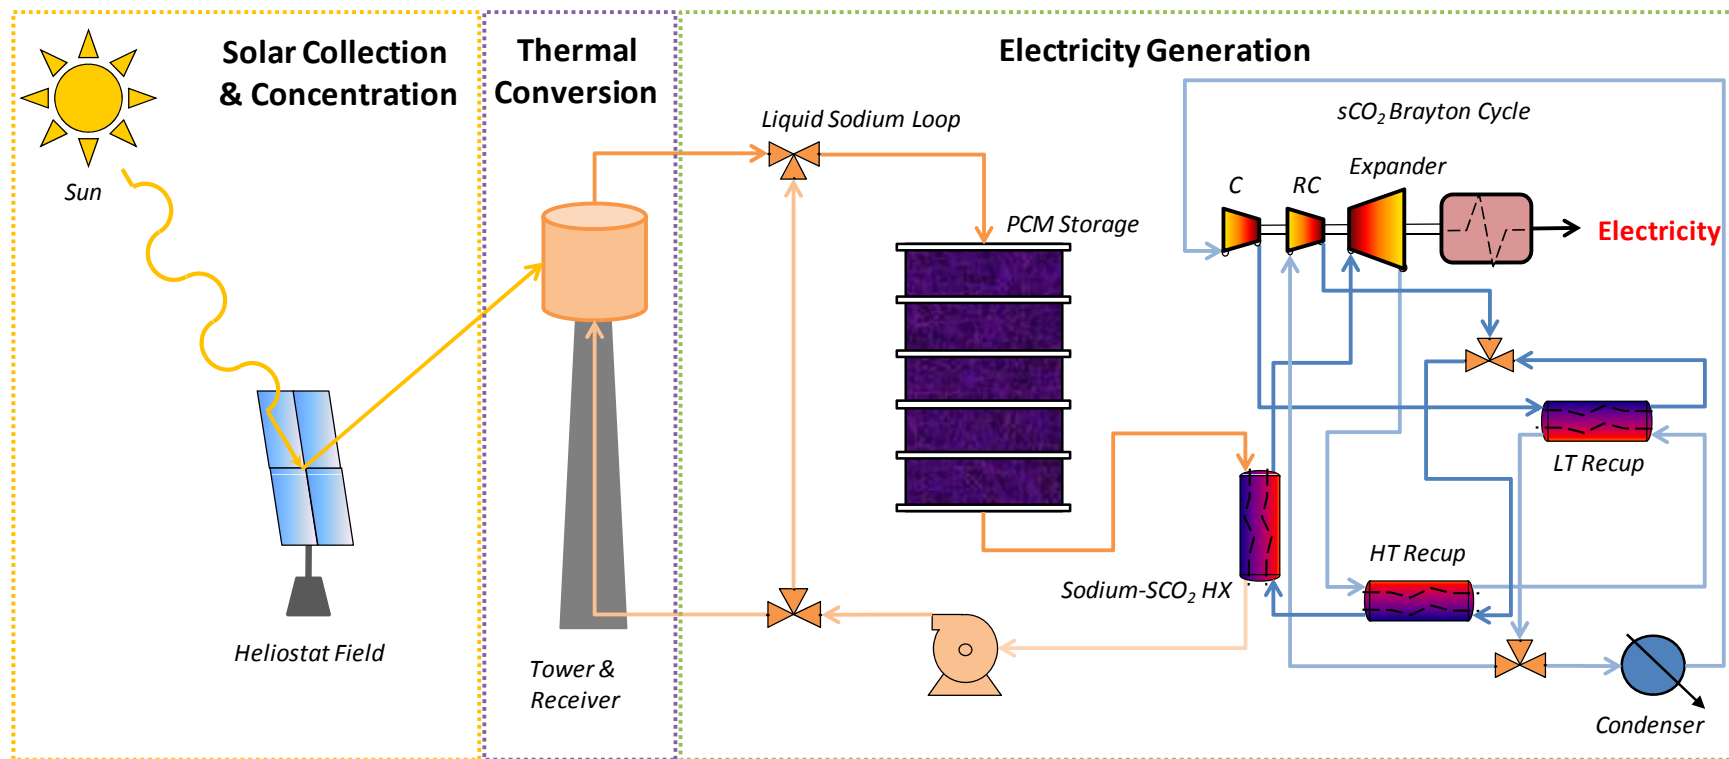 Solar Collection
& Concentration
Thermal
Conversion
Electricity Generation
Sun
Heliostat Field
Tower &
Receiver
Liquid Sodium Loop
PCM Storage
Sodium-SCO₂ HX
sCO₂ Brayton Cycle
C
RC
Expander
Electricity
LT Recup
HT Recup
Condenser